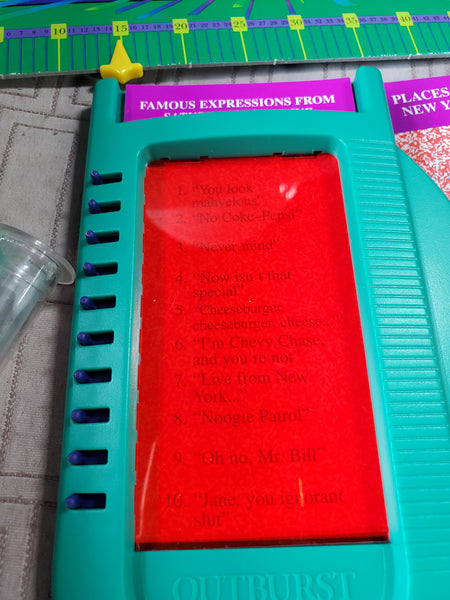 10 15 20 25 30 35 40
FAMOUS EXPRESSIONS FROM
PLACES
NEW Y
1. "You look
marvelous"
2. "No Coke–Pepsi"
3. "Never mind"
4. "Now isn't that
special"
5. "Cheeseburger,
cheeseburger, cheese...
6. "I'm Chevy Chase,
and you're not"
7. "Live from New
York..."
8. "Noogie Patrol"
9. "Oh no, Mr. Bill"
10. "Jane, you ignorant
slut"
OUTBURST